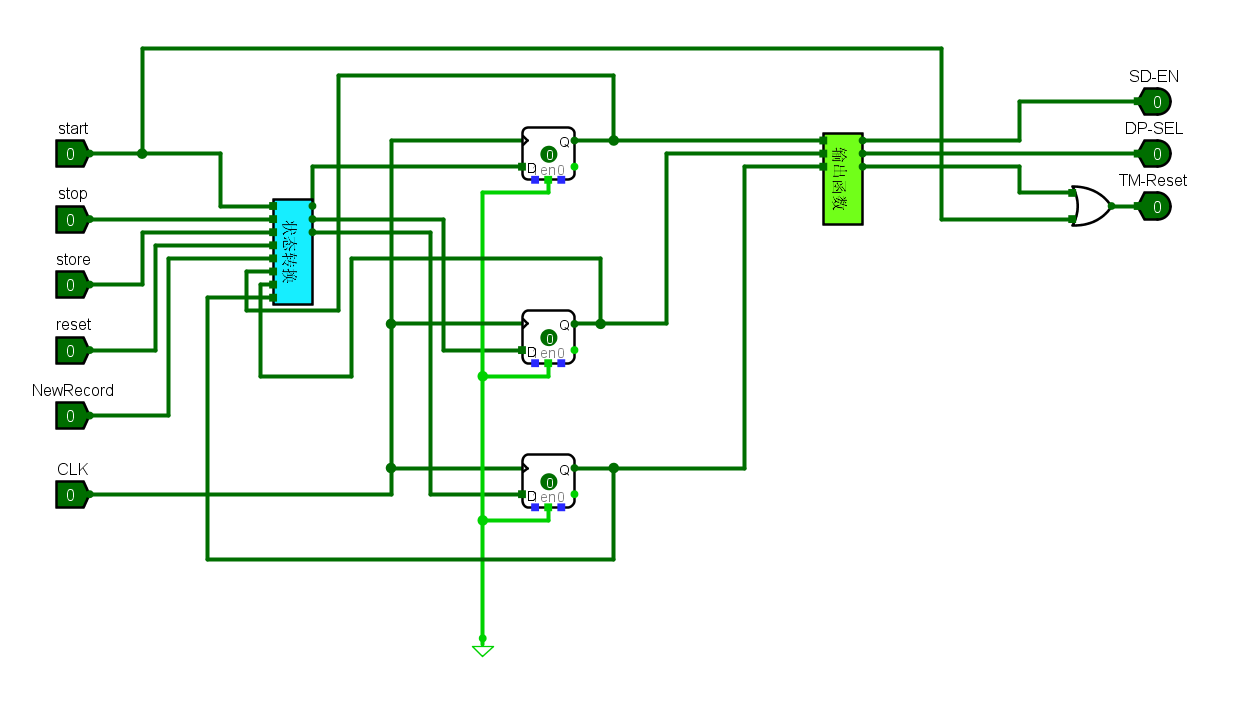 SD-EN
0
DP-SEL
0
TM-Reset
0
start
0
stop
0
store
0
reset
0
NewRecord
0
CLK
0
状态转换
Q
0
D en0
Q
0
D en0
Q
0
D en0
输出函数